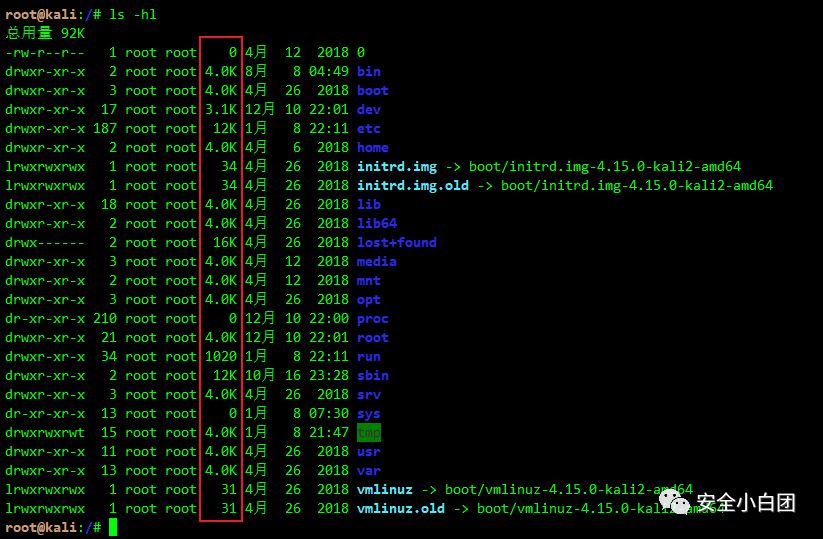 root@kali:/# ls -hl
总用量 92K
-rw-r--r-- 1 root root 0 4月 12 2018 0
drwxr-xr-x 2 root root 4.0K 8月 8 04:49 bin
drwxr-xr-x 3 root root 4.0K 4月 26 2018 boot
drwxr-xr-x 17 root root 3.1K 12月 10 22:01 dev
drwxr-xr-x 187 root root 12K 1月 8 22:11 etc
drwxr-xr-x 2 root root 4.0K 4月 6 2018 home
lrwxrwxrwx 1 root root 34 4月 26 2018 initrd.img -> boot/initrd.img-4.15.0-kali2-amd64
lrwxrwxrwx 1 root root 34 4月 26 2018 initrd.img.old -> boot/initrd.img-4.15.0-kali2-amd64
drwxr-xr-x 18 root root 4.0K 4月 26 2018 lib
drwxr-xr-x 2 root root 4.0K 4月 26 2018 lib64
drwx------ 2 root root 16K 4月 26 2018 lost+found
drwxr-xr-x 3 root root 4.0K 4月 12 2018 media
drwxr-xr-x 2 root root 4.0K 4月 12 2018 mnt
drwxr-xr-x 3 root root 4.0K 4月 26 2018 opt
dr-xr-xr-x 210 root root 0 12月 10 22:00 proc
drwxr-xr-x 21 root root 4.0K 12月 10 22:01 root
drwxr-xr-x 34 root root 1020 1月 8 22:11 run
drwxr-xr-x 2 root root 12K 10月 16 23:28 sbin
drwxr-xr-x 3 root root 4.0K 4月 26 2018 srv
dr-xr-xr-x 13 root root 0 1月 8 07:30 sys
drwxrwxrwt 15 root root 4.0K 1月 8 21:47 tmp
drwxr-xr-x 11 root root 4.0K 4月 26 2018 usr
drwxr-xr-x 13 root root 4.0K 4月 26 2018 var
lrwxrwxrwx 1 root root 31 4月 26 2018 vmlinuz -> boot/vmlinuz-4.15.0-kali2-amd64
lrwxrwxrwx 1 root root 31 4月 26 2018 vmlinuz.old -> boot/vmlinuz-4.15.0-kali2-amd64
root@kali:/#
安全小白团